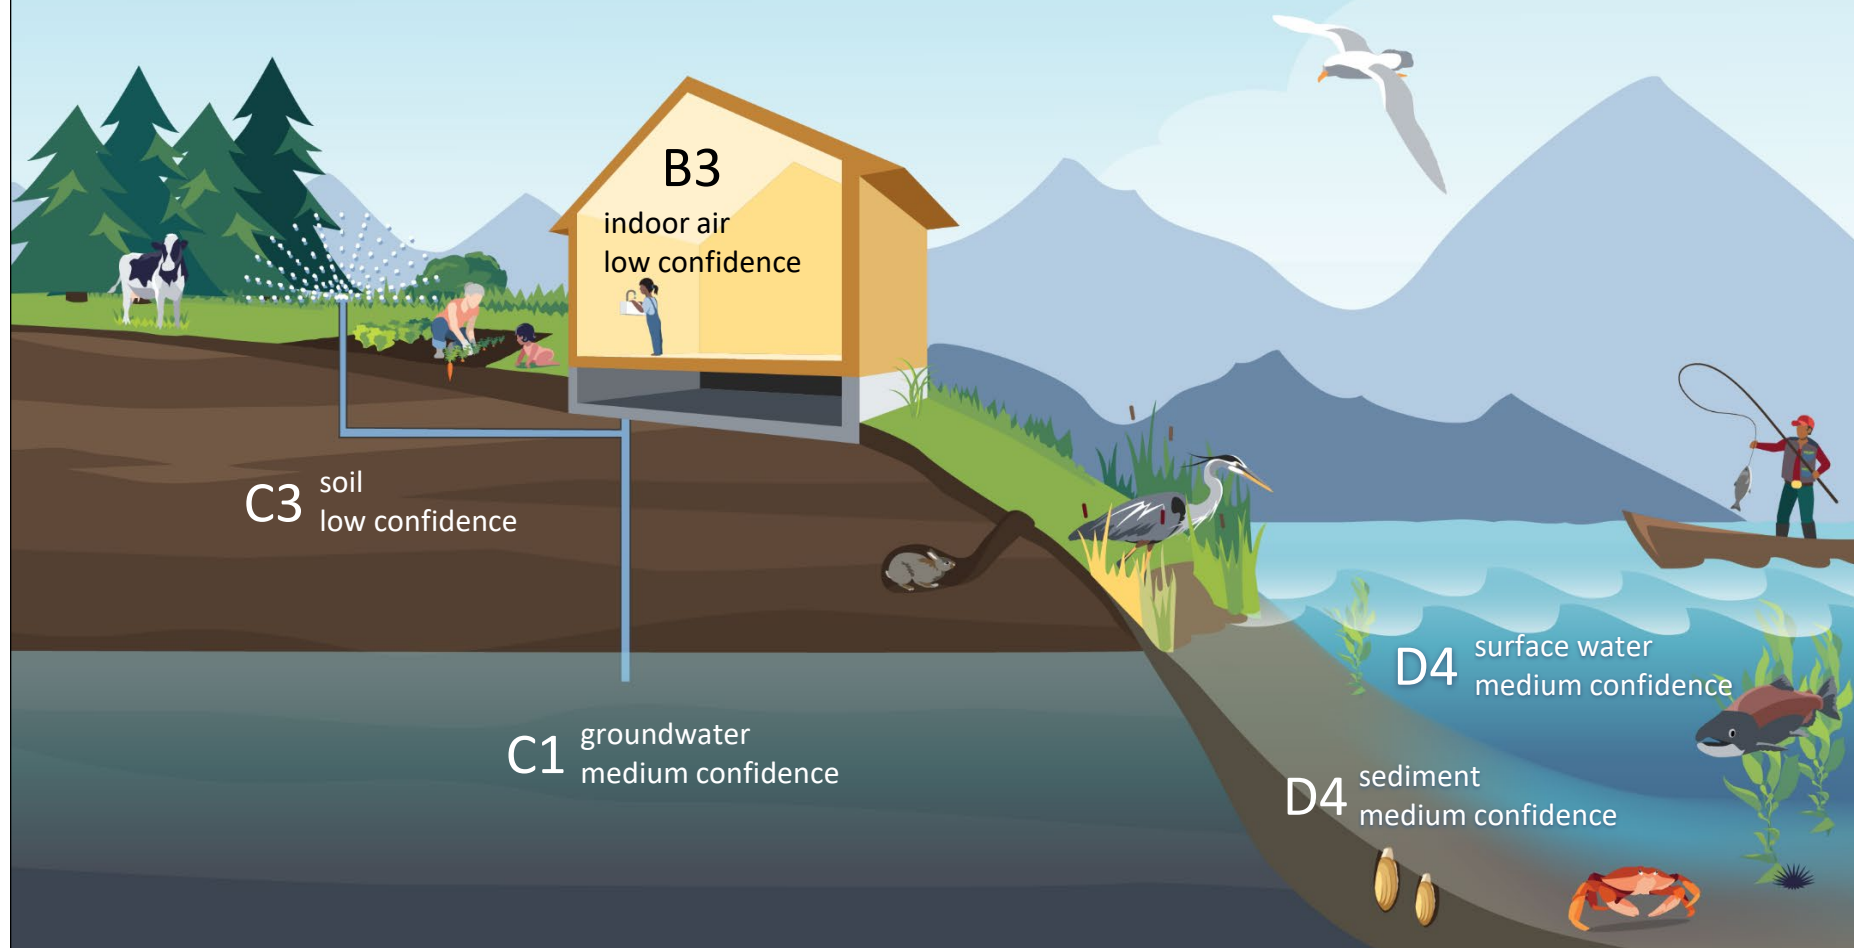 B3
indoor air
low confidence
C3
soil
low confidence
C1
groundwater
medium confidence
D4
surface water
medium confidence
D4
sediment
medium confidence